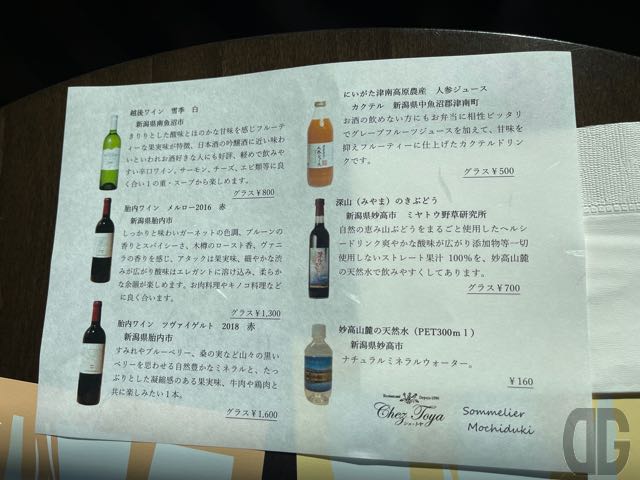 越後ワイン 雪季 白
新潟県南魚沼市
きりりとした酸味とほのかな甘味を感じフルーテ
ィーな果実味が特徴、日本酒の吟醸酒に近い味わ
いといわれお酒好きな人にも好評、軽めで飲みや
すい辛口ワイン、サーモン、チーズ、エビ類等に良
く合い1の重・スープから楽しめます。
グラス¥800
胎内ワイン メルロー2016 赤
新潟県胎内市
しっかりと味わいガーネットの色調、プルーンの
香りとスパイシーさ、木樽のロースト香、ヴァニ
ラの香りを感じ、アタックは果実味、細やかな渋
みが広がり酸味はエレガントに溶け込み、柔らか
な余韻が楽しめます。お肉料理やキノコ料理など
に良く合います。
グラス¥1,300
胎内ワイン ツヴァイゲルト 2018 赤
新潟県胎内市
すみれやブルーベリー、桑の実など山々の黒い
ベリーを思わせる自然豊かなミネラルと、たっ
ぷりとした凝縮感のある果実味、牛肉や鶏肉と
共に楽しみたい1本。
グラス¥1,600
にいがた津南高原農産 人参ジュース
カクテル 新潟県中魚沼郡津南町
お酒の飲めない方にもお弁当に相性ピッタリ
でグレープフルーツジュースを加えて、甘味を
抑えフルーティーに仕上げたカクテルドリン
クです。
グラス¥500
深山(みやま)のきぶどう
新潟県妙高市 ミヤトウ野草研究所
自然の恵み山ぶどうをまるごと使用したヘル
シードリンク爽やかな酸味が広がり添加物等一切
使用しないストレート果汁 100%を、妙高山麓
の天然水で飲みやすくしてあります。
グラス¥700
妙高山麓の天然水(PET300ml)
新潟県妙高市
ナチュラルミネラルウォーター。
¥160
Restaurant Depuis 1996
Chez Toya
シェ・トヤ
Sommelier
Mochiduki
DG